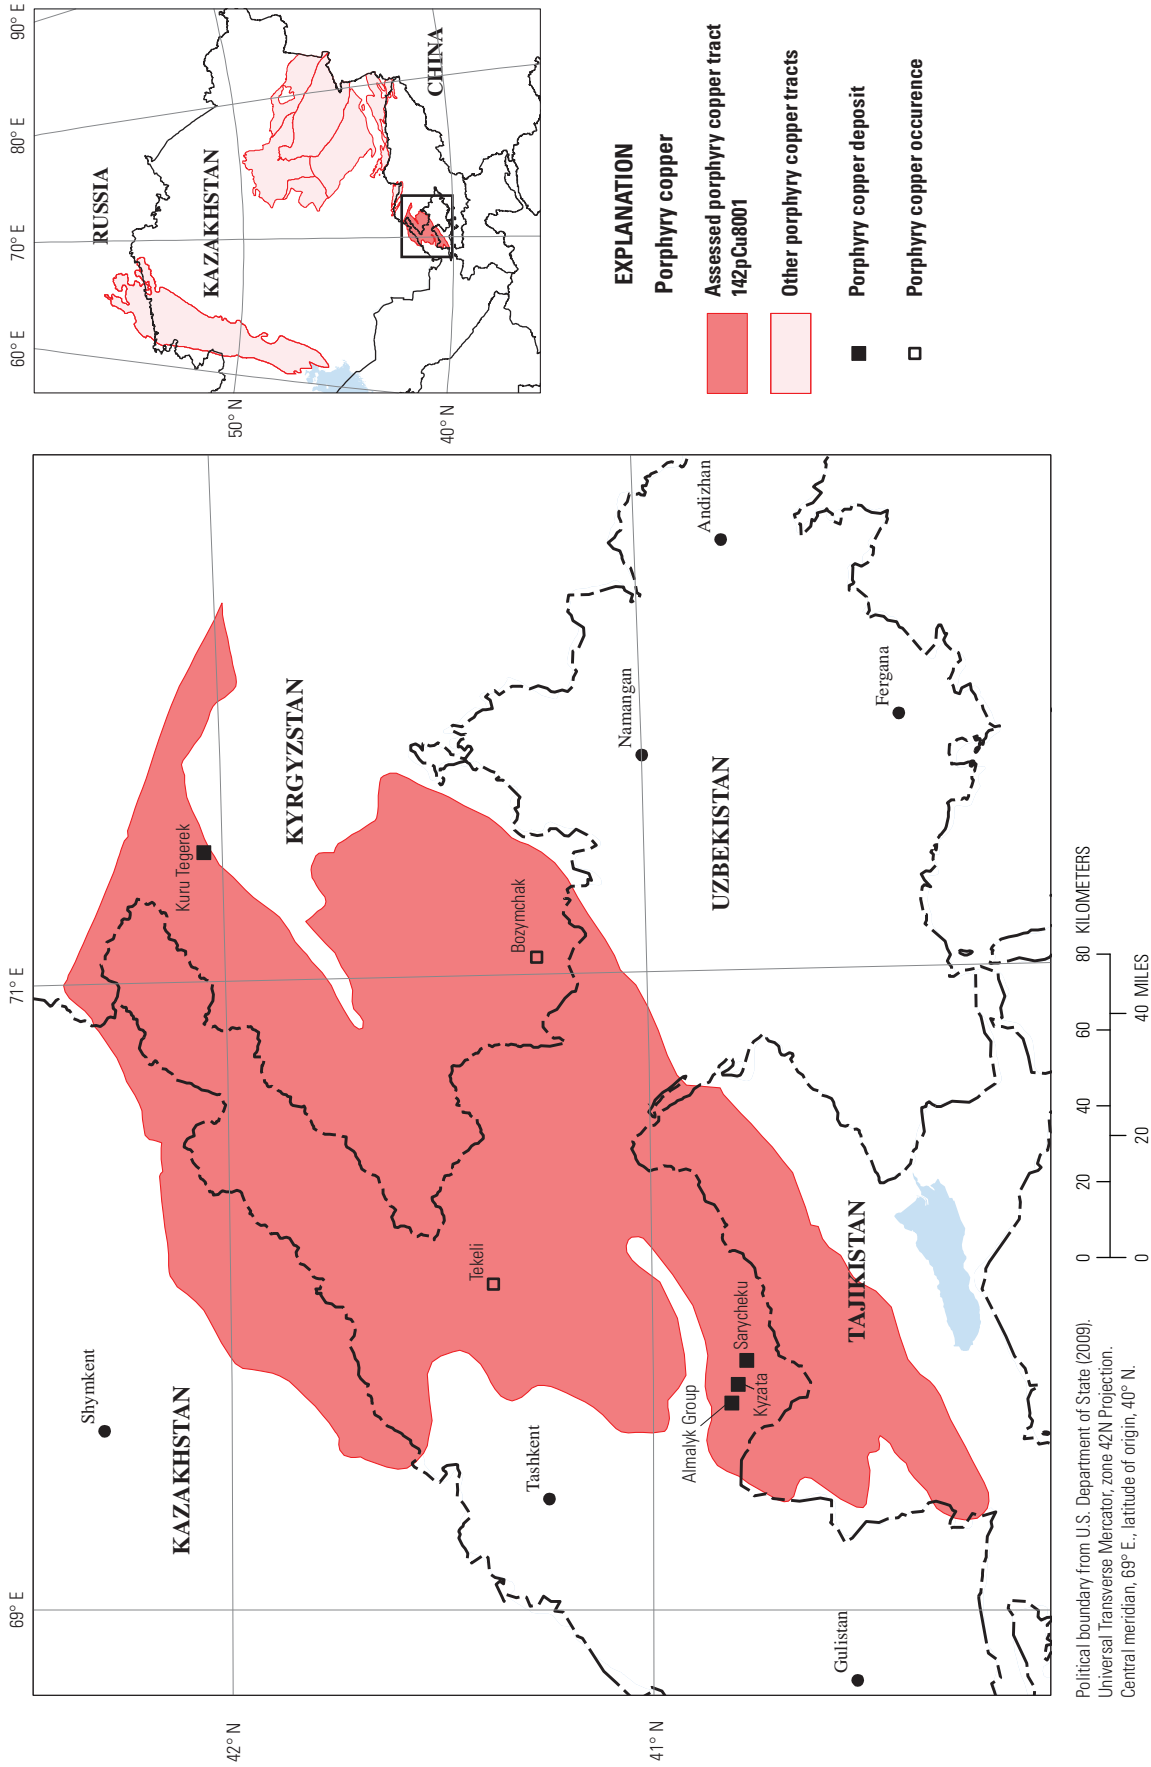 69° E
71° E
42° N
41° N
KAZAKHSTAN
Shymkent
Kuru Tegerek
KYRGYZSTAN
Tekeli
Bozymchak
Tashkent
Namangan
Andizhan
Almalyk Group
Kyzata
Sarycheku
UZBEKISTAN
Fergana
TAJIKISTAN
Gulistan
Political boundary from U.S. Department of State (2009).
Universal Transverse Mercator, zone 42N Projection.
Central meridian, 69° E., latitude of origin, 40° N.
0 20 40 60 80 KILOMETERS
0 20 40 MILES
60° E
70° E
80° E
90° E
50° N
40° N
RUSSIA
KAZAKHSTAN
CHINA
EXPLANATION
Porphyry copper
Assessed porphyry copper tract
142pCu8001
Other porphyry copper tracts
Porphyry copper deposit
Porphyry copper occurence